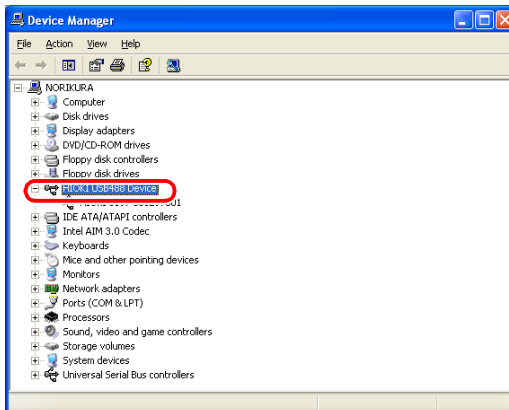 Device Manager
File Action View Help
NORIKURA
Computer
Disk drives
Display adapters
DVD/CD-ROM drives
Floppy disk controllers
Floppy disk drives
HIOKI USB488 Device
IDE ATA/ATAPI controllers
Intel AIM 3.0 Codec
Keyboards
Mice and other pointing devices
Monitors
Network adapters
Ports (COM & LPT)
Processors
Sound, video and game controllers
Storage volumes
System devices
Universal Serial Bus controllers